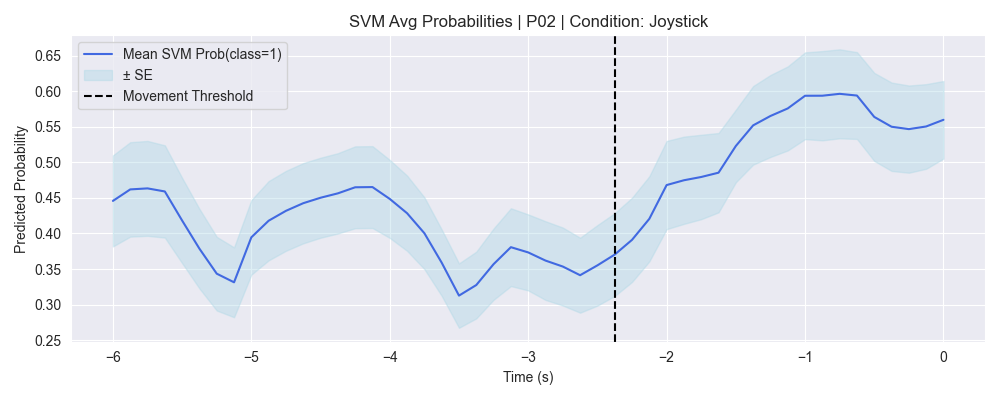 SVM Avg Probabilities | P02 | Condition: Joystick
Mean SVM Prob(class=1)
± SE
Movement Threshold
Predicted Probability
0.65
0.60
0.55
0.50
0.45
0.40
0.35
0.30
0.25
−6 −5 −4 −3 −2 −1 0
Time (s)